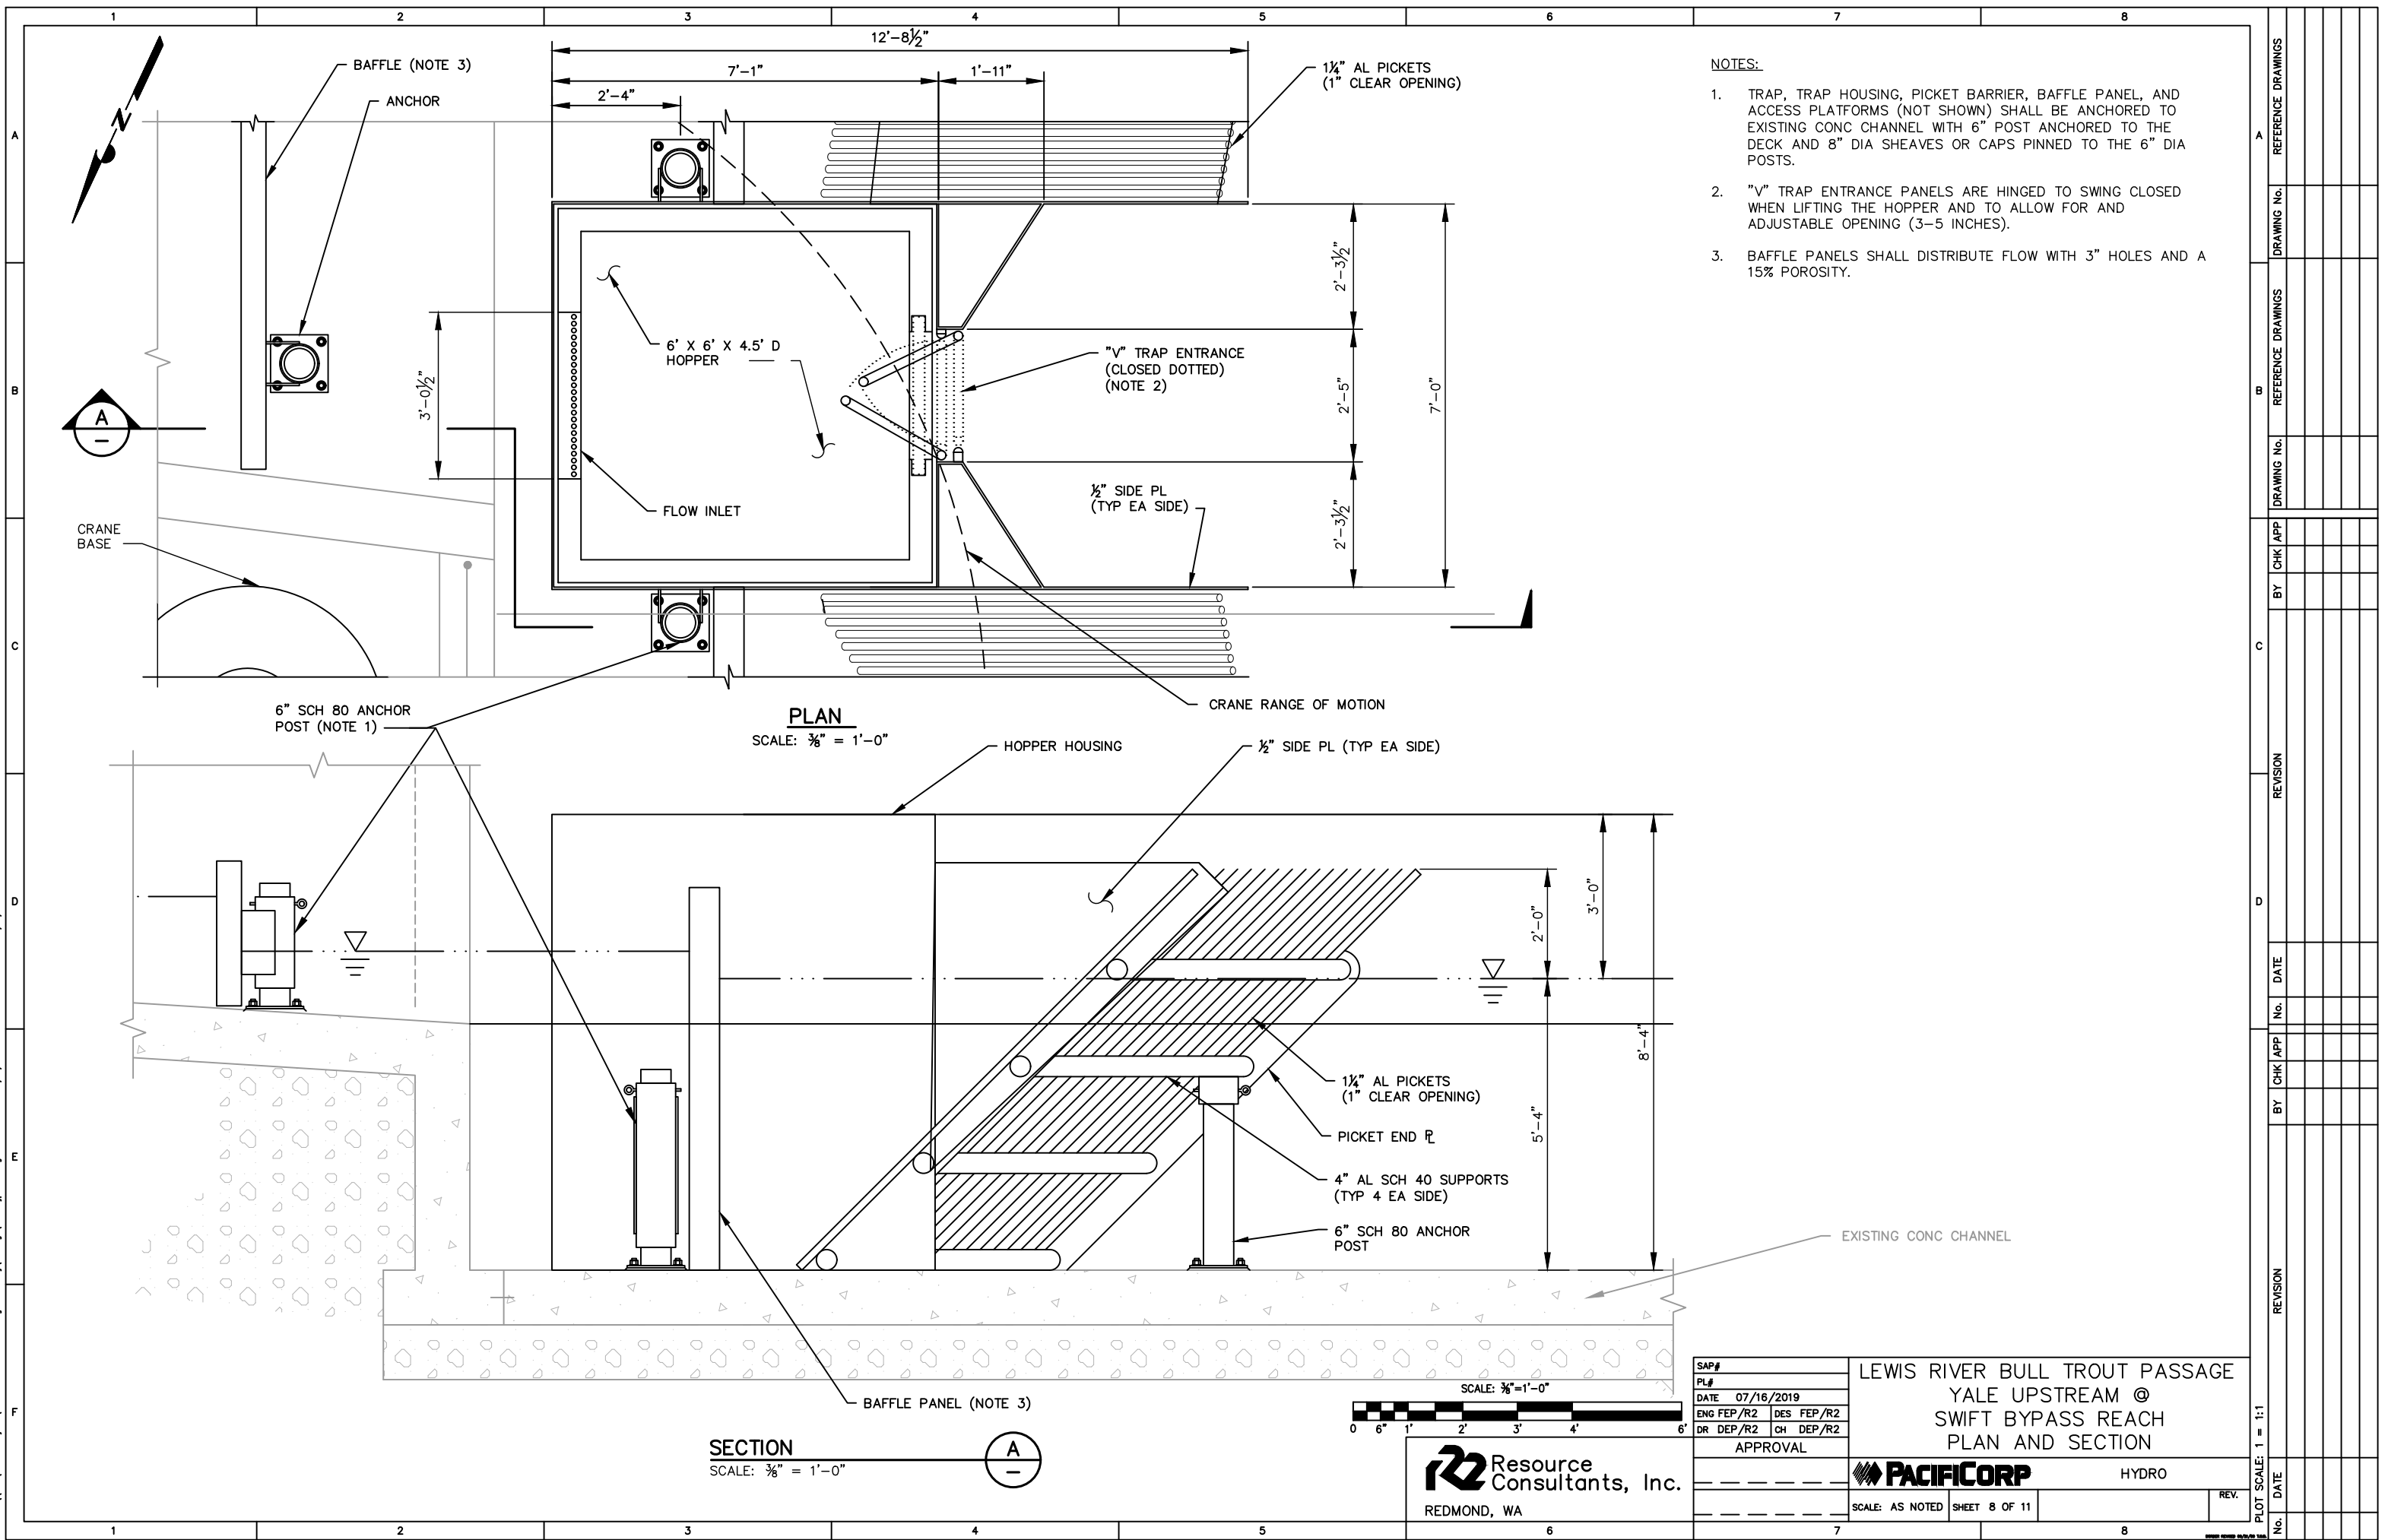 1 2 3 4 5 6 7 8
A
B
C
D
E
F
12'-8½"
7'-1"
1'-11"
2'-4"
BAFFLE (NOTE 3)
ANCHOR
N
1¼" AL PICKETS
(1" CLEAR OPENING)
6' X 6' X 4.5' D
HOPPER
"V" TRAP ENTRANCE
(CLOSED DOTTED)
(NOTE 2)
2'-3½"
2'-5"
2'-3½"
7'-0"
3'-0½"
A
–
FLOW INLET
½" SIDE PL
(TYP EA SIDE)
CRANE
BASE
6" SCH 80 ANCHOR
POST (NOTE 1)
CRANE RANGE OF MOTION
PLAN
SCALE: ⅜" = 1'-0"
NOTES:
1. TRAP, TRAP HOUSING, PICKET BARRIER, BAFFLE PANEL, AND
ACCESS PLATFORMS (NOT SHOWN) SHALL BE ANCHORED TO
EXISTING CONC CHANNEL WITH 6" POST ANCHORED TO THE
DECK AND 8" DIA SHEAVES OR CAPS PINNED TO THE 6" DIA
POSTS.
2. "V" TRAP ENTRANCE PANELS ARE HINGED TO SWING CLOSED
WHEN LIFTING THE HOPPER AND TO ALLOW FOR AND
ADJUSTABLE OPENING (3-5 INCHES).
3. BAFFLE PANELS SHALL DISTRIBUTE FLOW WITH 3" HOLES AND A
15% POROSITY.
HOPPER HOUSING
½" SIDE PL (TYP EA SIDE)
2'-0"
3'-0"
8'-4"
5'-4"
1¼" AL PICKETS
(1" CLEAR OPENING)
PICKET END PL
4" AL SCH 40 SUPPORTS
(TYP 4 EA SIDE)
6" SCH 80 ANCHOR
POST
EXISTING CONC CHANNEL
BAFFLE PANEL (NOTE 3)
SECTION
SCALE: ⅜" = 1'-0"
A
–
SCALE: ⅜"=1'-0"
0 6" 1' 2' 3' 4' 6'
R2 Resource
Consultants, Inc.
REDMOND, WA
SAP#
PL#
DATE 07/16/2019
ENG FEP/R2 DES FEP/R2
DR DEP/R2 CH DEP/R2
APPROVAL
LEWIS RIVER BULL TROUT PASSAGE
YALE UPSTREAM @
SWIFT BYPASS REACH
PLAN AND SECTION
PACIFICORP HYDRO
SCALE: AS NOTED SHEET 8 OF 11
REV.
PLOT SCALE: 1 = 1:1
REFERENCE DRAWINGS
DRAWING No.
REFERENCE DRAWINGS
DRAWING No.
BY CHK APP
REVISION
No. DATE
BY CHK APP
REVISION
No. DATE
A
B
C
D
1 2 3 4 5 6 7 8